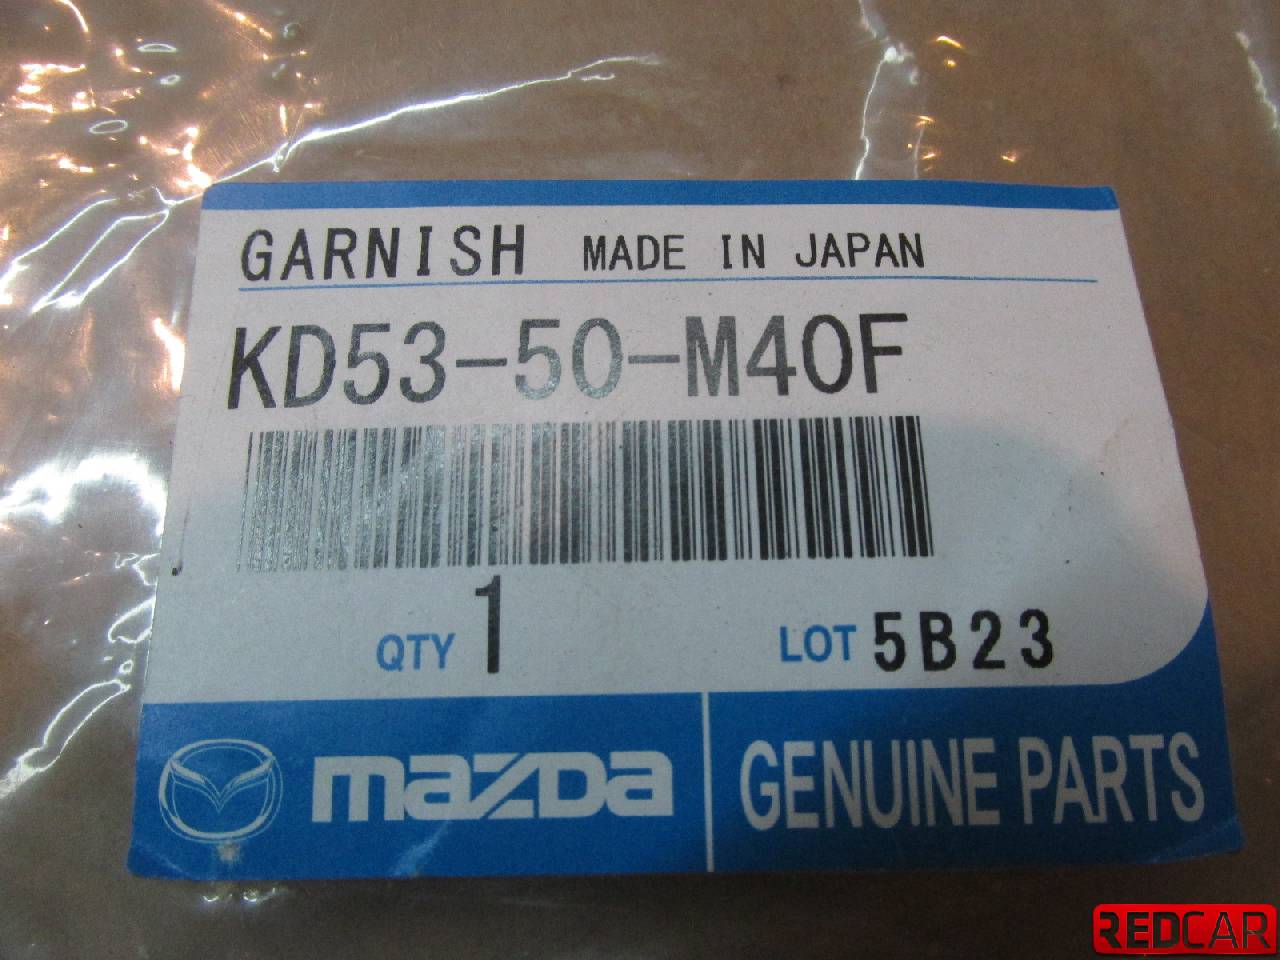 GARNISH MADE IN JAPAN
KD53-50-M40F
QTY 1 LOT 5B23
mazda GENUINE PARTS
REDCAR